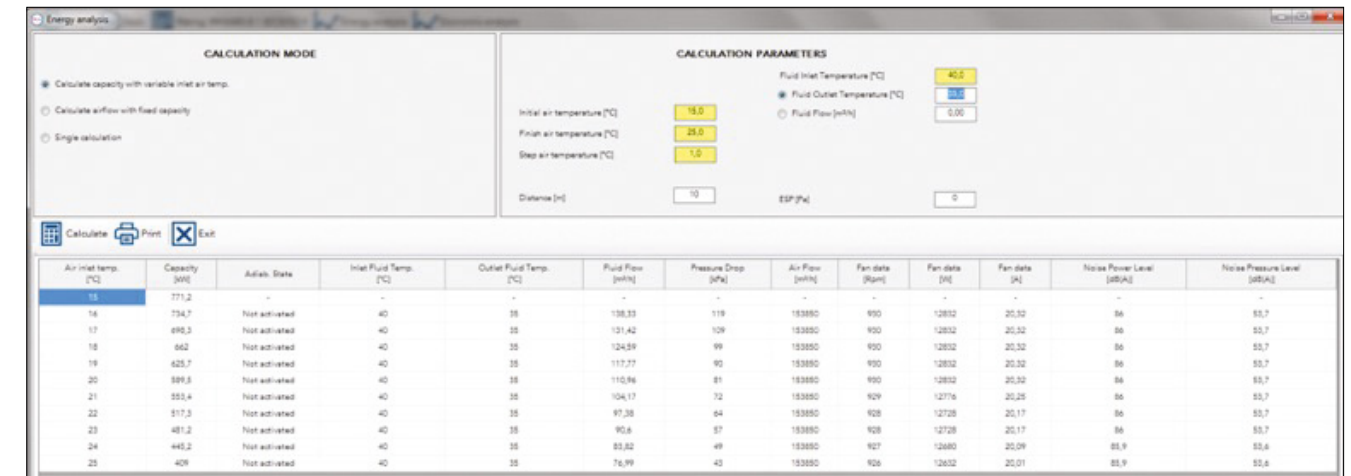 Energy analysis
CALCULATION MODE
Calculate capacity with variable inlet air temp.
Calculate airflow with fixed capacity
Single calculation
CALCULATION PARAMETERS
Fluid Inlet Temperature [°C] 40,0
Fluid Outlet Temperature [°C] 35,0
Initial air temperature [°C] 15,0 Fluid Flow [m³/h] 0,00
Finish air temperature [°C] 25,0
Step air temperature [°C] 1,0
Distance [m] 10 ESP [Pa] 0
Calculate Print Exit
Air inlet temp. [°C] Capacity [kW] Adiab. State Inlet Fluid Temp. [°C] Outlet Fluid Temp. [°C] Fluid Flow [m³/h] Pressure Drop [kPa] Air Flow [m³/h] Fan data [Rpm] Fan data [W] Fan data [A] Noise Power Level [dB(A)] Noise Pressure Level [dB(A)]
15 771,2 - - - - - - - - - - -
16 734,7 Not activated 40 35 138,33 119 153850 930 12832 20,32 86 53,7
17 698,3 Not activated 40 35 131,42 109 153850 930 12832 20,32 86 53,7
18 662 Not activated 40 35 124,59 99 153850 930 12832 20,32 86 53,7
19 625,7 Not activated 40 35 117,77 90 153850 930 12832 20,32 86 53,7
20 589,5 Not activated 40 35 110,96 81 153850 930 12832 20,32 86 53,7
21 553,4 Not activated 40 35 104,17 72 153850 929 12776 20,25 86 53,7
22 517,3 Not activated 40 35 97,38 64 153850 928 12728 20,17 86 53,7
23 481,2 Not activated 40 35 90,6 57 153850 928 12728 20,17 86 53,7
24 445,2 Not activated 40 35 83,82 49 153850 927 12680 20,09 85,9 53,6
25 409 Not activated 40 35 76,99 43 153850 926 12632 20,01 85,9 53,6